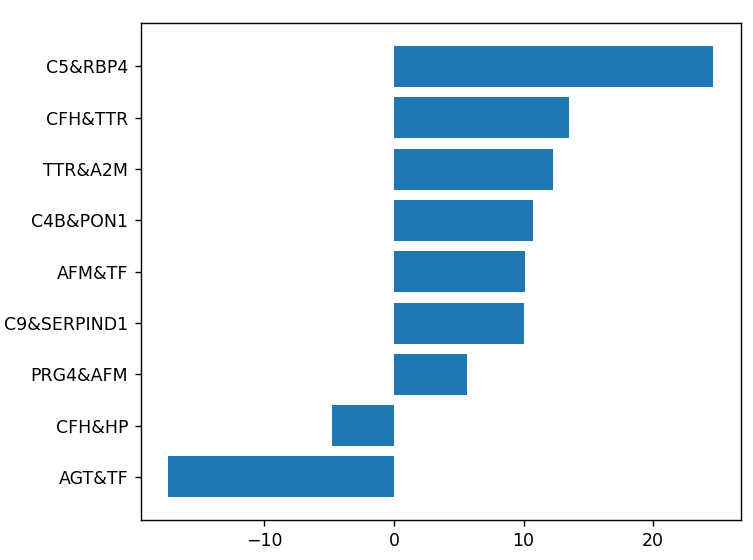 C5&RBP4
CFH&TTR
TTR&A2M
C4B&PON1
AFM&TF
C9&SERPIND1
PRG4&AFM
CFH&HP
AGT&TF
−10 0 10 20